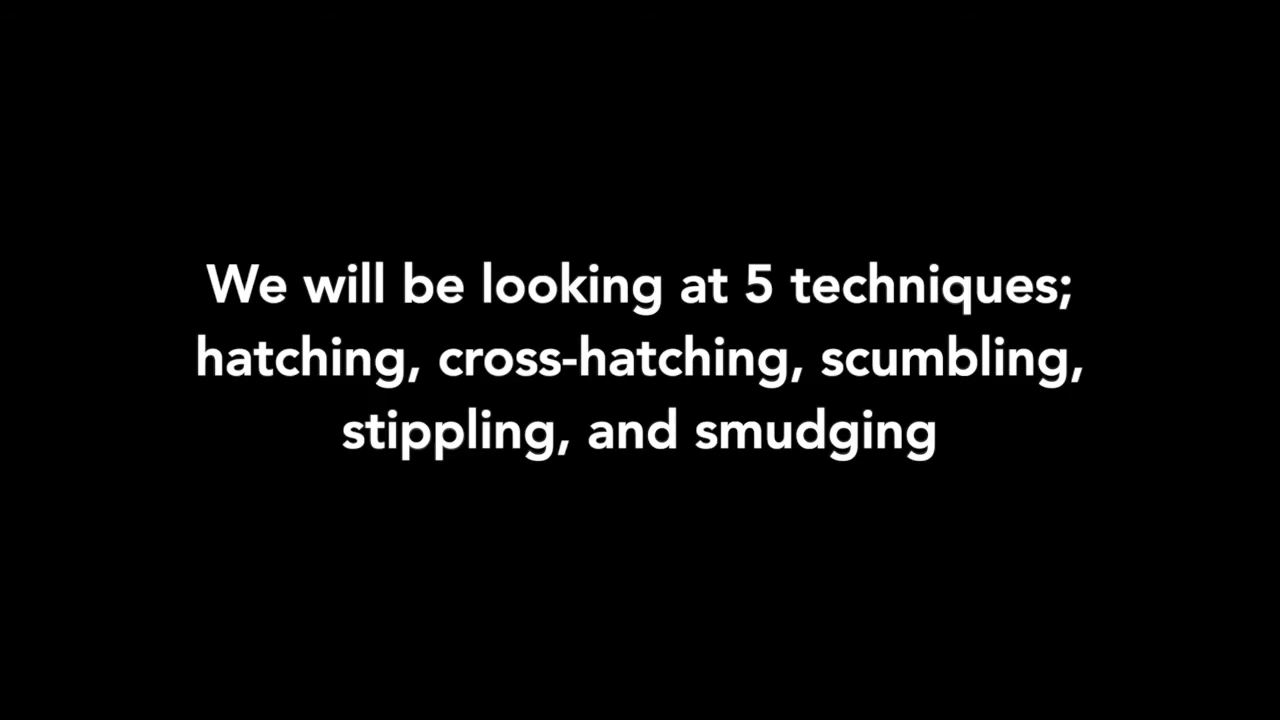 We will be looking at 5 techniques;
hatching, cross-hatching, scumbling,
stippling, and smudging